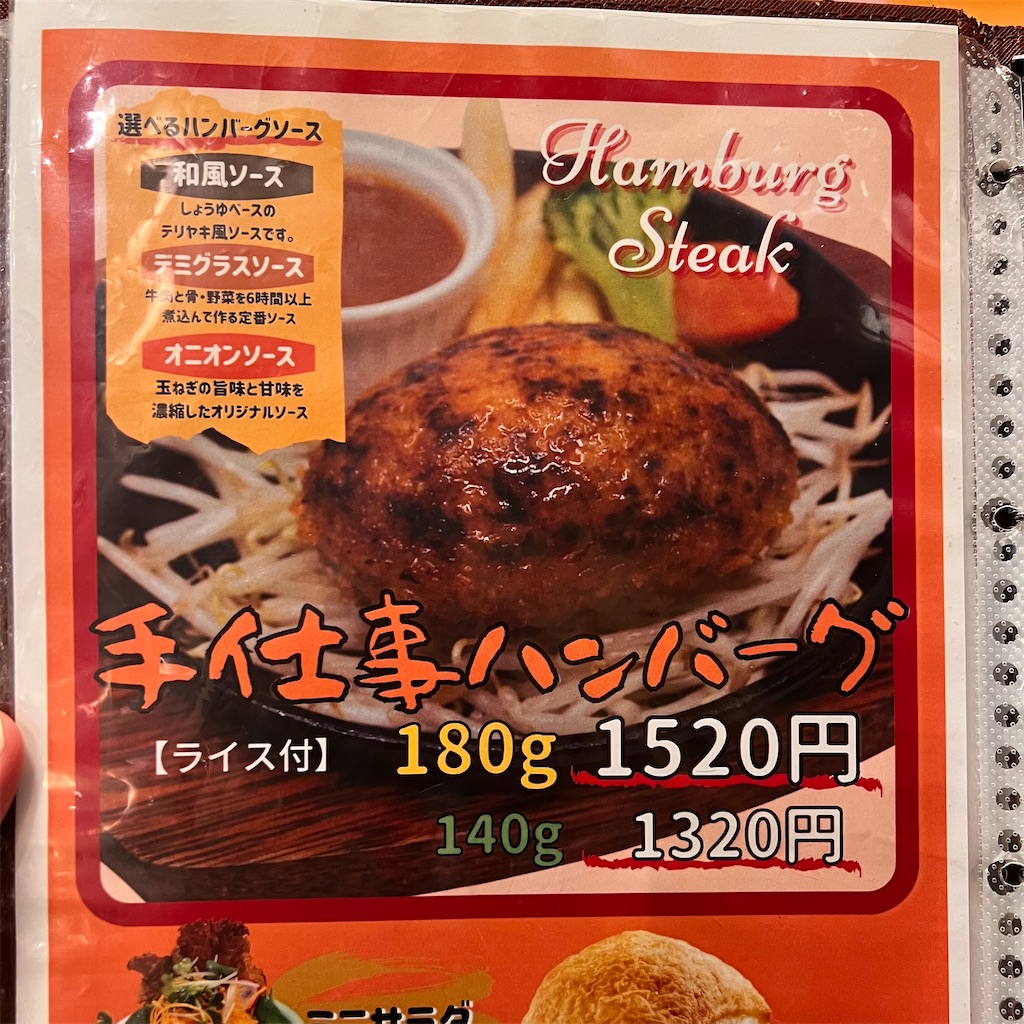 選べるハンバーグソース
和風ソース
しょうゆベースの
テリヤキ風ソースです。
デミグラスソース
牛肉と骨・野菜を6時間以上
煮込んで作る定番ソース
オニオンソース
玉ねぎの旨味と甘味を
濃縮したオリジナルソース
Hamburg
Steak
手仕事ハンバーグ
【ライス付】 180g 1520円
140g 1320円
ミニサラダ